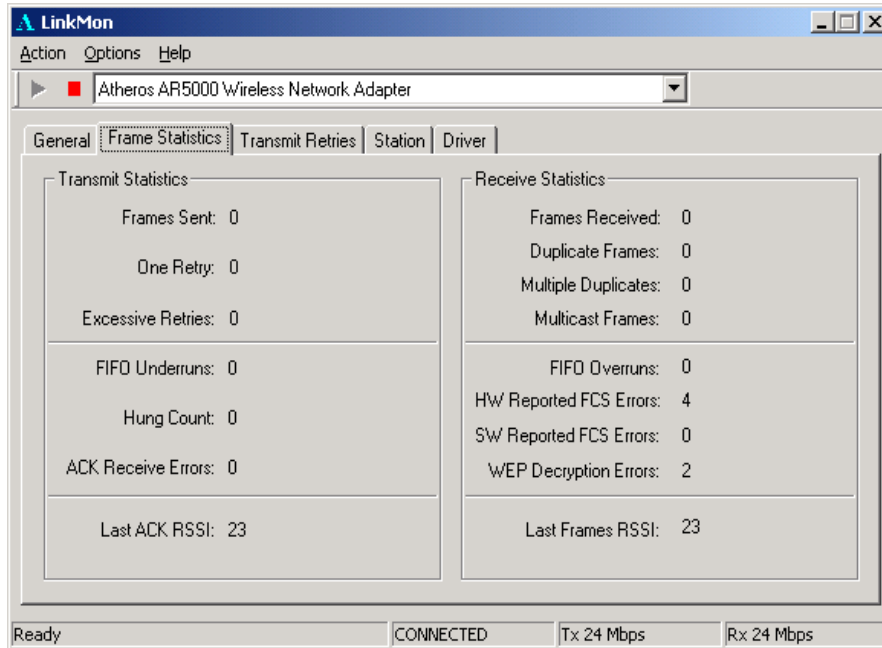 LinkMon
Action Options Help
Atheros AR5000 Wireless Network Adapter
General Frame Statistics Transmit Retries Station Driver
Transmit Statistics
Frames Sent: 0
One Retry: 0
Excessive Retries: 0
FIFO Underruns: 0
Hung Count: 0
ACK Receive Errors: 0
Last ACK RSSI: 23
Receive Statistics
Frames Received: 0
Duplicate Frames: 0
Multiple Duplicates: 0
Multicast Frames: 0
FIFO Overruns: 0
HW Reported FCS Errors: 4
SW Reported FCS Errors: 0
WEP Decryption Errors: 2
Last Frames RSSI: 23
Ready CONNECTED Tx 24 Mbps Rx 24 Mbps